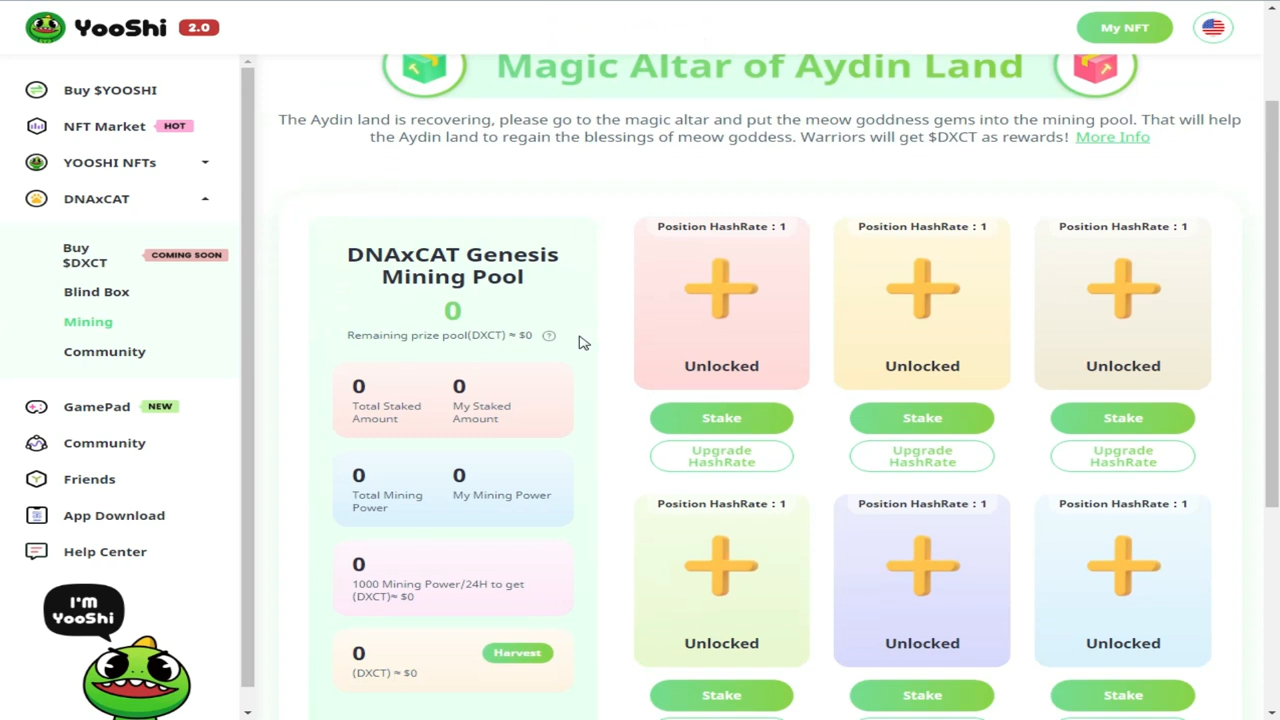 YooShi 2.0
My NFT
Buy $YOOSHI
NFT Market HOT
YOOSHI NFTs
DNAxCAT
Buy
$DXCT
COMING SOON
Blind Box
Mining
Community
GamePad NEW
Community
Friends
App Download
Help Center
I'M
YooShi
Magic Altar of Aydin Land
The Aydin land is recovering, please go to the magic altar and put the meow goddness gems into the mining pool. That will help
the Aydin land to regain the blessings of meow goddess. Warriors will get $DXCT as rewards! More Info
DNAxCAT Genesis
Mining Pool
0
Remaining prize pool(DXCT) ≈ $0 ?
0 0
Total Staked My Staked
Amount Amount
0 0
Total Mining My Mining Power
Power
0
1000 Mining Power/24H to get
(DXCT)≈ $0
0 Harvest
(DXCT) ≈ $0
Position HashRate : 1 Position HashRate : 1 Position HashRate : 1
Unlocked Unlocked Unlocked
Stake Stake Stake
Upgrade Upgrade Upgrade
HashRate HashRate HashRate
Position HashRate : 1 Position HashRate : 1 Position HashRate : 1
Unlocked Unlocked Unlocked
Stake Stake Stake